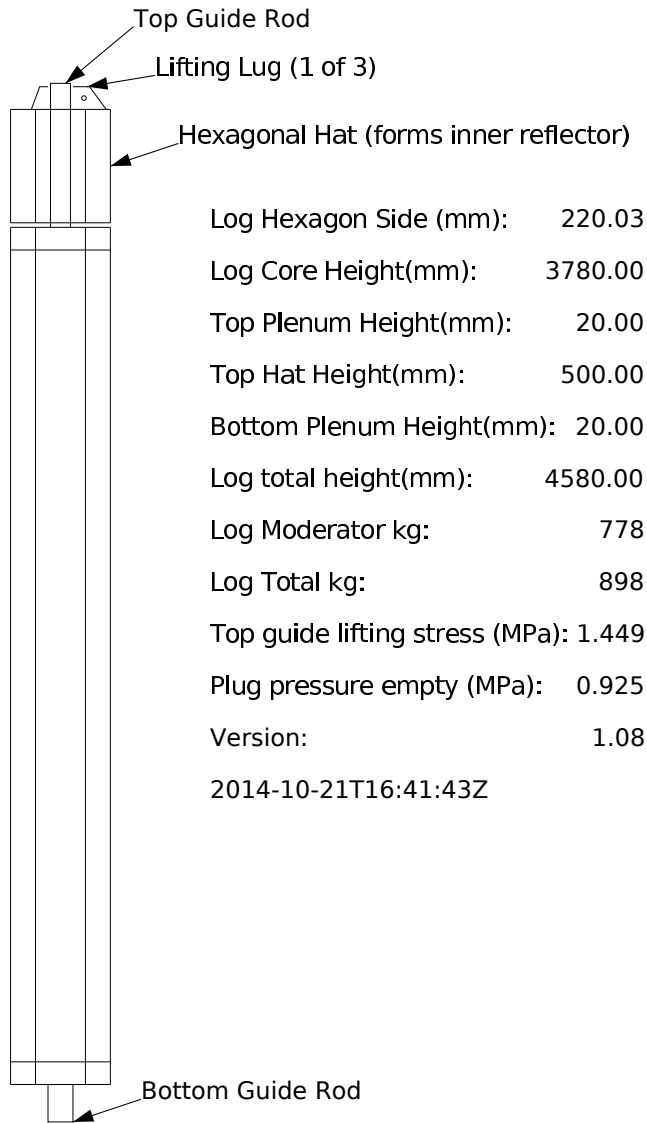 Top Guide Rod
Lifting Lug (1 of 3)
Hexagonal Hat (forms inner reflector)
Log Hexagon Side (mm): 220.03
Log Core Height(mm): 3780.00
Top Plenum Height(mm): 20.00
Top Hat Height(mm): 500.00
Bottom Plenum Height(mm): 20.00
Log total height(mm): 4580.00
Log Moderator kg: 778
Log Total kg: 898
Top guide lifting stress (MPa): 1.449
Plug pressure empty (MPa): 0.925
Version: 1.08
2014-10-21T16:41:43Z
Bottom Guide Rod